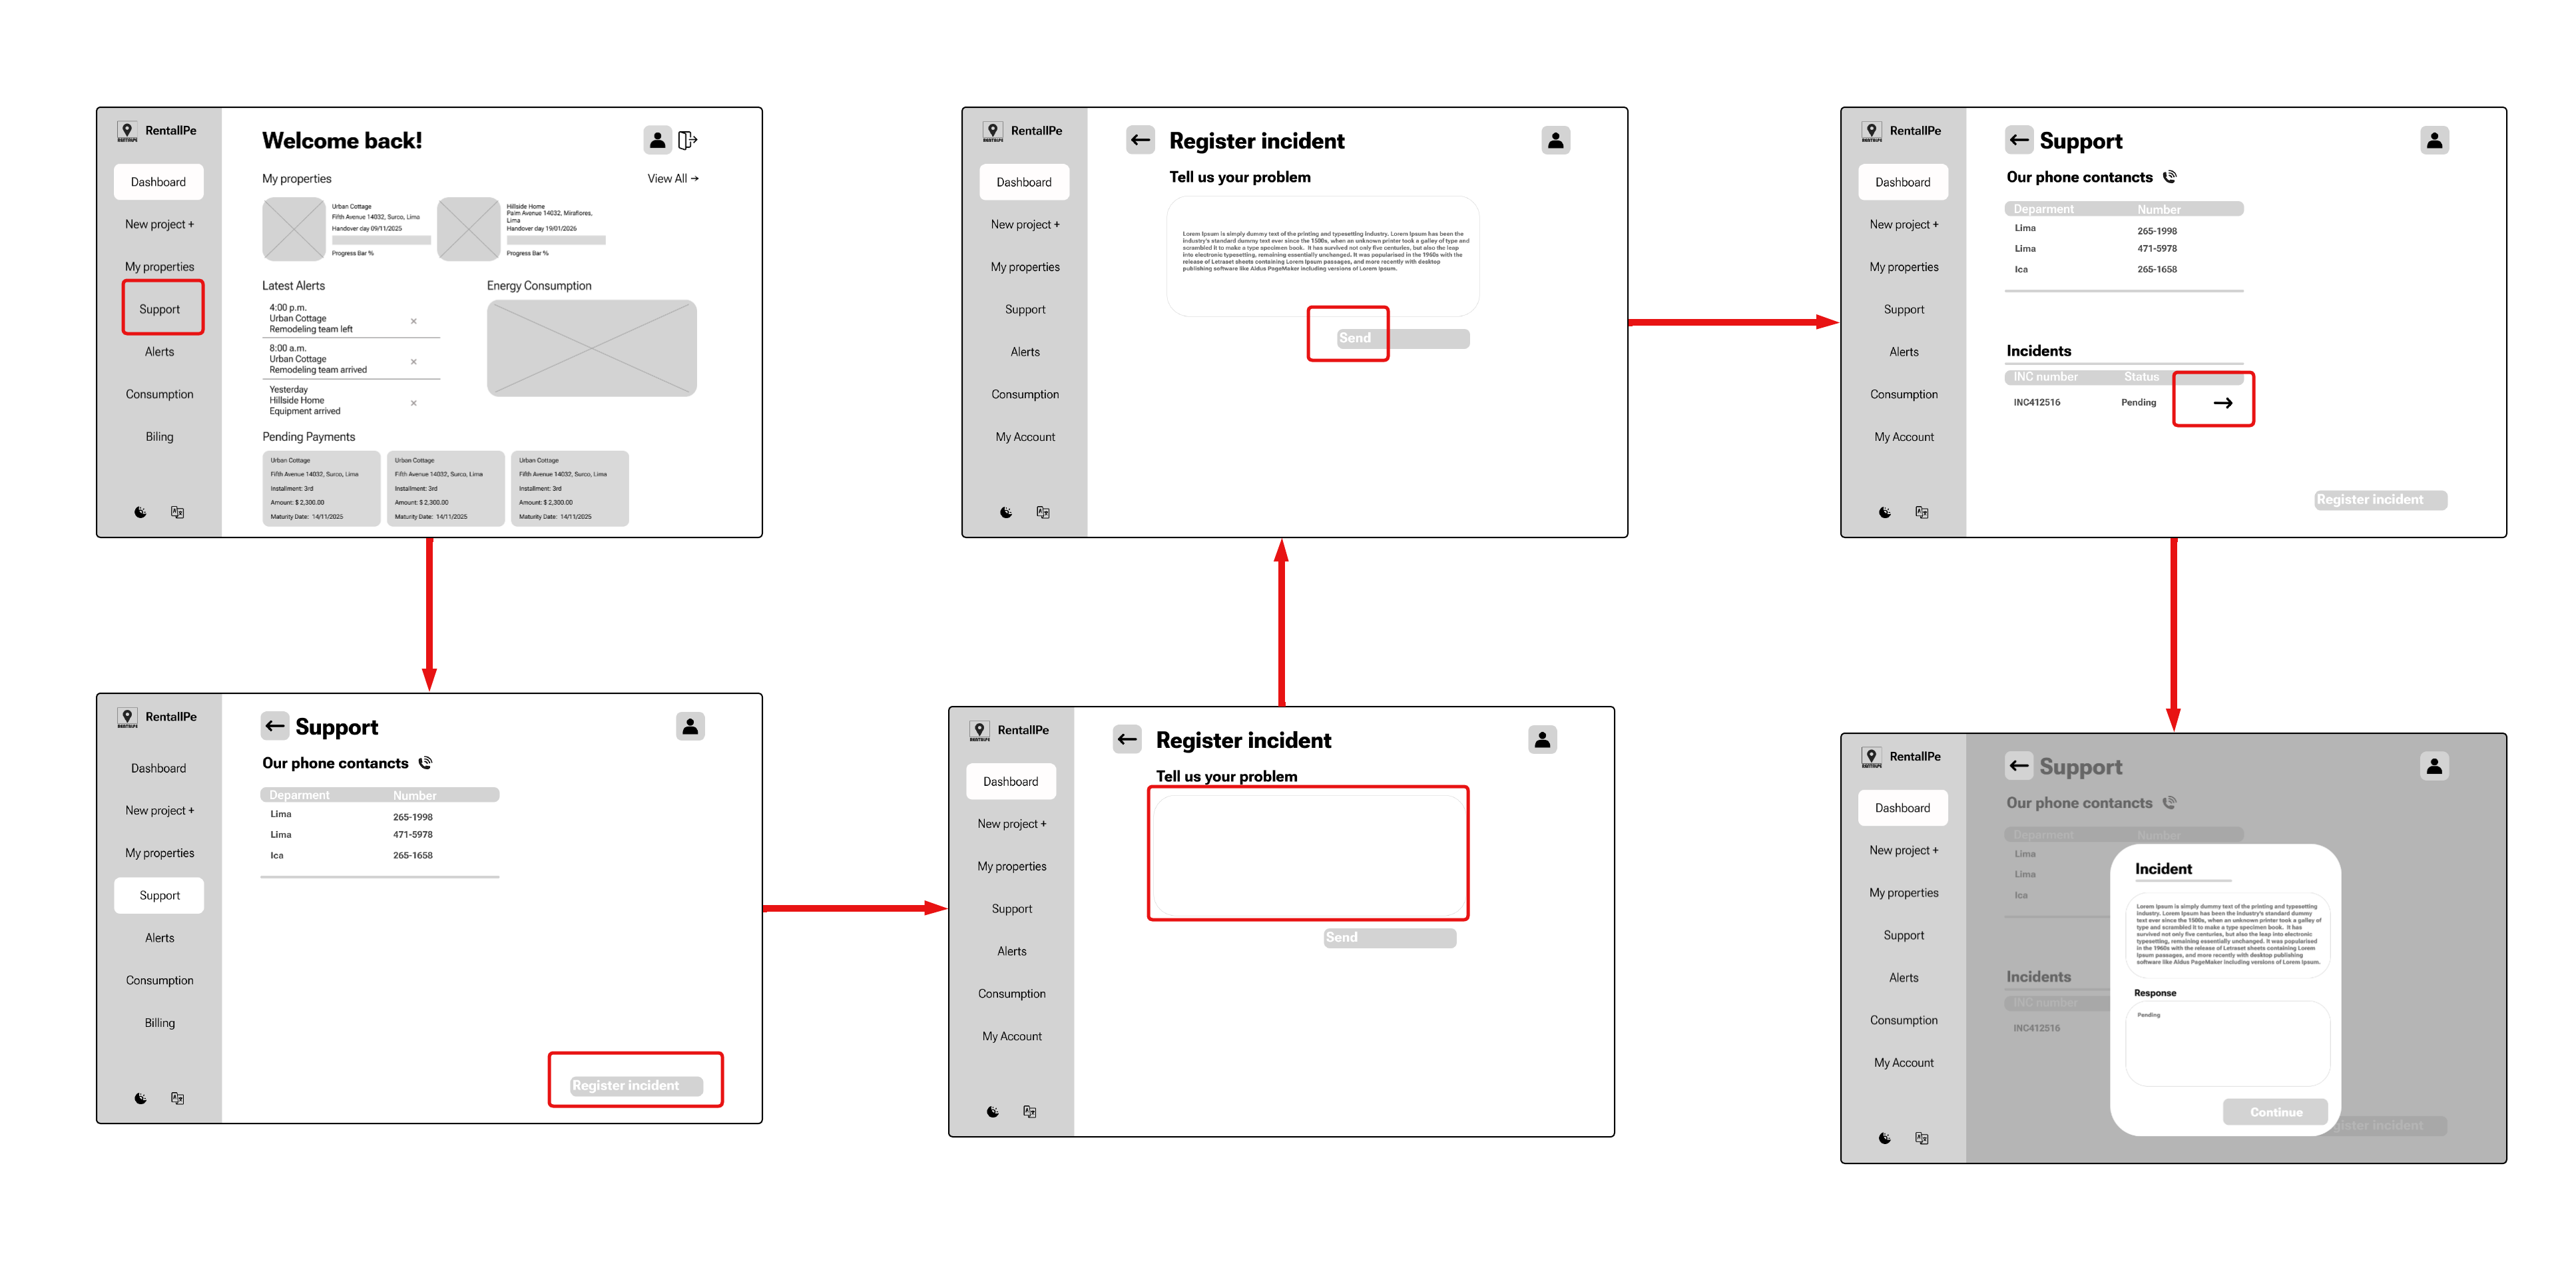 RentallPe
Dashboard
New project +
My properties
Support
Alerts
Consumption
Biling
Welcome back!
My properties
View All →
Urban Cottage
Fifth Avenue 14032, Surco, Lima
Handover day 09/11/2025
Progress Bar %
Hillside Home
Palm Avenue 14032, Miraflores,
Lima
Handover day 19/01/2026
Progress Bar %
Latest Alerts
4:00 p.m.
Urban Cottage
Remodeling team left
8:00 a.m.
Urban Cottage
Remodeling team arrived
Yesterday
Hillside Home
Equipment arrived
Energy Consumption
Pending Payments
Urban Cottage
Fifth Avenue 14032, Surco, Lima
Installment: 3rd
Amount: $ 2,300.00
Maturity Date: 14/11/2025
Urban Cottage
Fifth Avenue 14032, Surco, Lima
Installment: 3rd
Amount: $ 2,300.00
Maturity Date: 14/11/2025
Urban Cottage
Fifth Avenue 14032, Surco, Lima
Installment: 3rd
Amount: $ 2,300.00
Maturity Date: 14/11/2025
RentallPe
Dashboard
New project +
My properties
Support
Alerts
Consumption
My Account
Register incident
Tell us your problem
Lorem Ipsum is simply dummy text of the printing and typesetting industry. Lorem Ipsum has been the
industry's standard dummy text ever since the 1500s, when an unknown printer took a galley of type and
scrambled it to make a type specimen book. It has survived not only five centuries, but also the leap
into electronic typesetting, remaining essentially unchanged. It was popularised in the 1960s with the
release of Letraset sheets containing Lorem Ipsum passages, and more recently with desktop
publishing software like Aldus PageMaker including versions of Lorem Ipsum.
Send
RentallPe
Dashboard
New project +
My properties
Support
Alerts
Consumption
My Account
Support
Our phone contancts
Deparment Number
Lima 265-1998
Lima 471-5978
Ica 265-1658
Incidents
INC number Status
INC412516 Pending →
Register incident
RentallPe
Dashboard
New project +
My properties
Support
Alerts
Consumption
Billing
Support
Our phone contancts
Deparment Number
Lima 265-1998
Lima 471-5978
Ica 265-1658
Register incident
RentallPe
Dashboard
New project +
My properties
Support
Alerts
Consumption
My Account
Register incident
Tell us your problem
Send
RentallPe
Dashboard
New project +
My properties
Support
Alerts
Consumption
My Account
Support
Our phone contancts
Deparment Number
Lima
Lima
Ica
Incidents
INC number
INC412516
Incident
Lorem Ipsum is simply dummy text of the printing and typesetting
industry. Lorem Ipsum has been the industry's standard dummy
text ever since the 1500s, when an unknown printer took a galley of
type and scrambled it to make a type specimen book. It has
survived not only five centuries, but also the leap into electronic
typesetting, remaining essentially unchanged. It was popularised
in the 1960s with the release of Letraset sheets containing Lorem
Ipsum passages, and more recently with desktop publishing
software like Aldus PageMaker including versions of Lorem Ipsum.
Response
Pending
Continue
gister incident